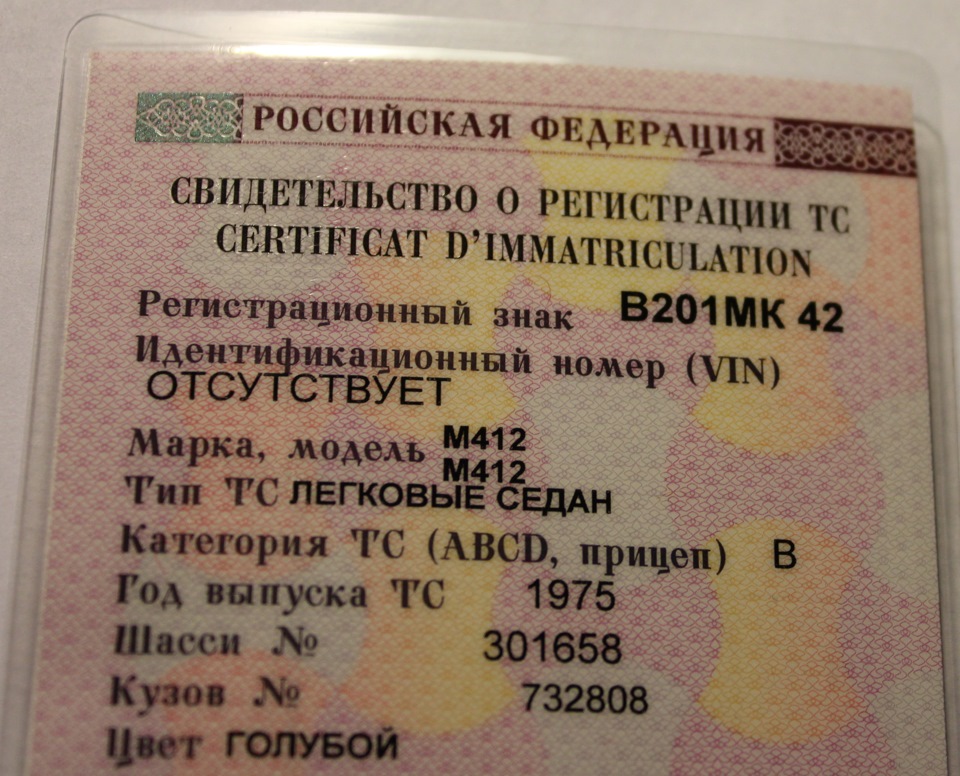 РОССИЙСКАЯ ФЕДЕРАЦИЯ
СВИДЕТЕЛЬСТВО О РЕГИСТРАЦИИ ТС
CERTIFICAT D'IMMATRICULATION
Регистрационный знак В201МК 42
Идентификационный номер (VIN)
ОТСУТСТВУЕТ
Марка, модель М412
М412
Тип ТС ЛЕГКОВЫЕ СЕДАН
Категория ТС (ABCD, прицеп) В
Год выпуска ТС 1975
Шасси № 301658
Кузов № 732808
Цвет ГОЛУБОЙ